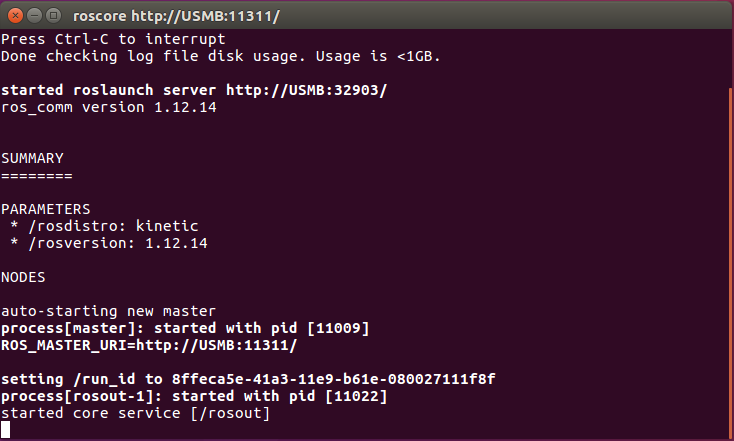 roscore http://USMB:11311/
Press Ctrl-C to interrupt
Done checking log file disk usage. Usage is <1GB.
started roslaunch server http://USMB:32903/
ros_comm version 1.12.14
SUMMARY
========
PARAMETERS
 * /rosdistro: kinetic
 * /rosversion: 1.12.14
NODES
auto-starting new master
process[master]: started with pid [11009]
ROS_MASTER_URI=http://USMB:11311/
setting /run_id to 8ffeca5e-41a3-11e9-b61e-080027111f8f
process[rosout-1]: started with pid [11022]
started core service [/rosout]